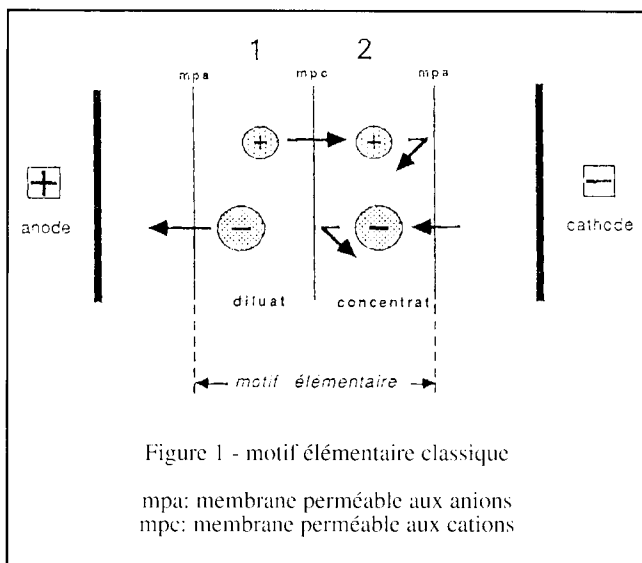 1 2
mpa mpc mpa
+ + + −
anode − − cathode
diluat concentrat
motif élémentaire
Figure 1 - motif élémentaire classique
mpa: membrane perméable aux anions
mpc: membrane perméable aux cations